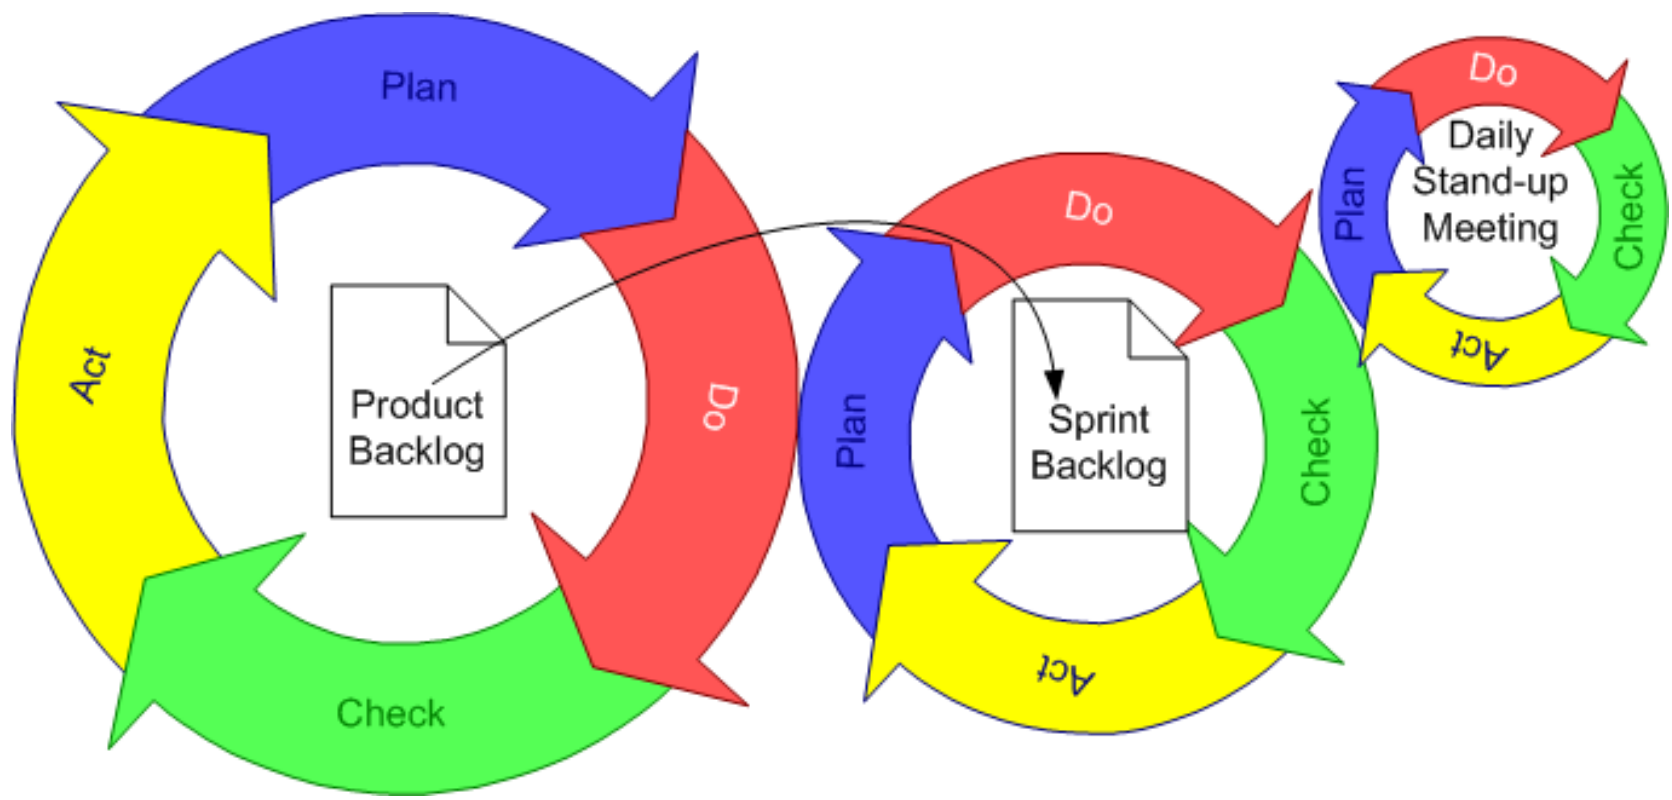 Plan
Do
Check
Act
Product
Backlog
Plan
Do
Check
Act
Sprint
Backlog
Plan
Do
Check
Act
Daily
Stand-up
Meeting